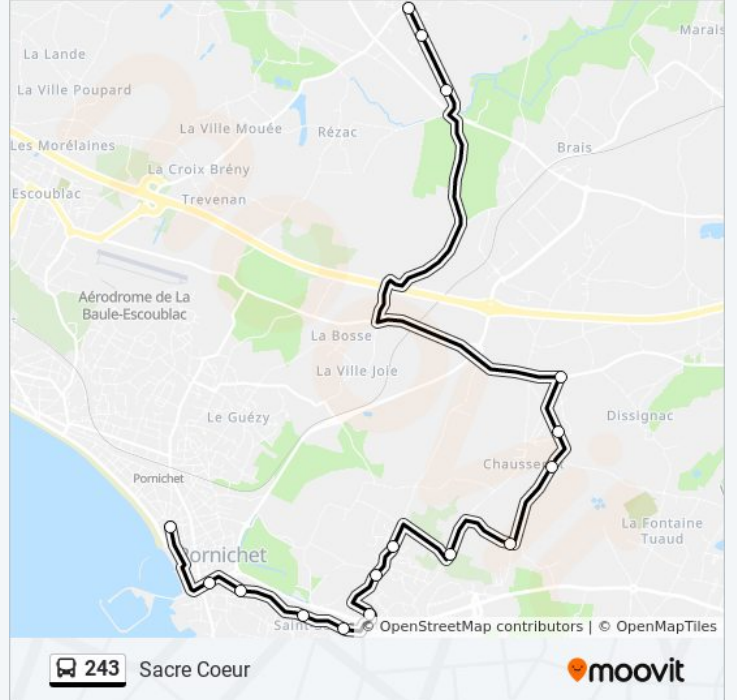 Marais
La Lande
La Ville Poupard
La Ville Mouée
Rézac
Les Morélaines
Brais
La Croix Brény
Escoublac
Trevenan
Aérodrome de La
Baule-Escoublac
La Bosse
La Ville Joie
Le Guézy
Dissignac
Pornichet
La Fontaine
Tuaud
Pornichet
© OpenStreetMap contributors | © OpenMapTiles
243 Sacre Coeur
moovit